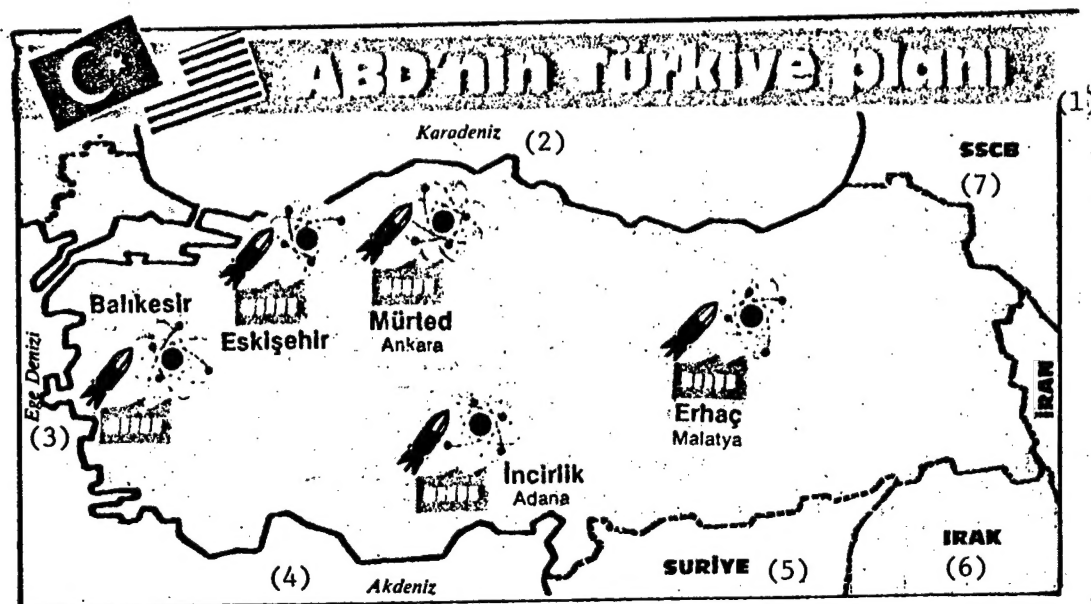 ABD'nin Türkiye planı
(1)
Karadeniz (2)
SSCB
(7)
Balıkesir
Eskişehir
Mürted
Ankara
Ege Denizi
(3)
Erhaç
Malatya
İRAN
İncirlik
Adana
(4)
Akdeniz
SURİYE (5)
IRAK
(6)